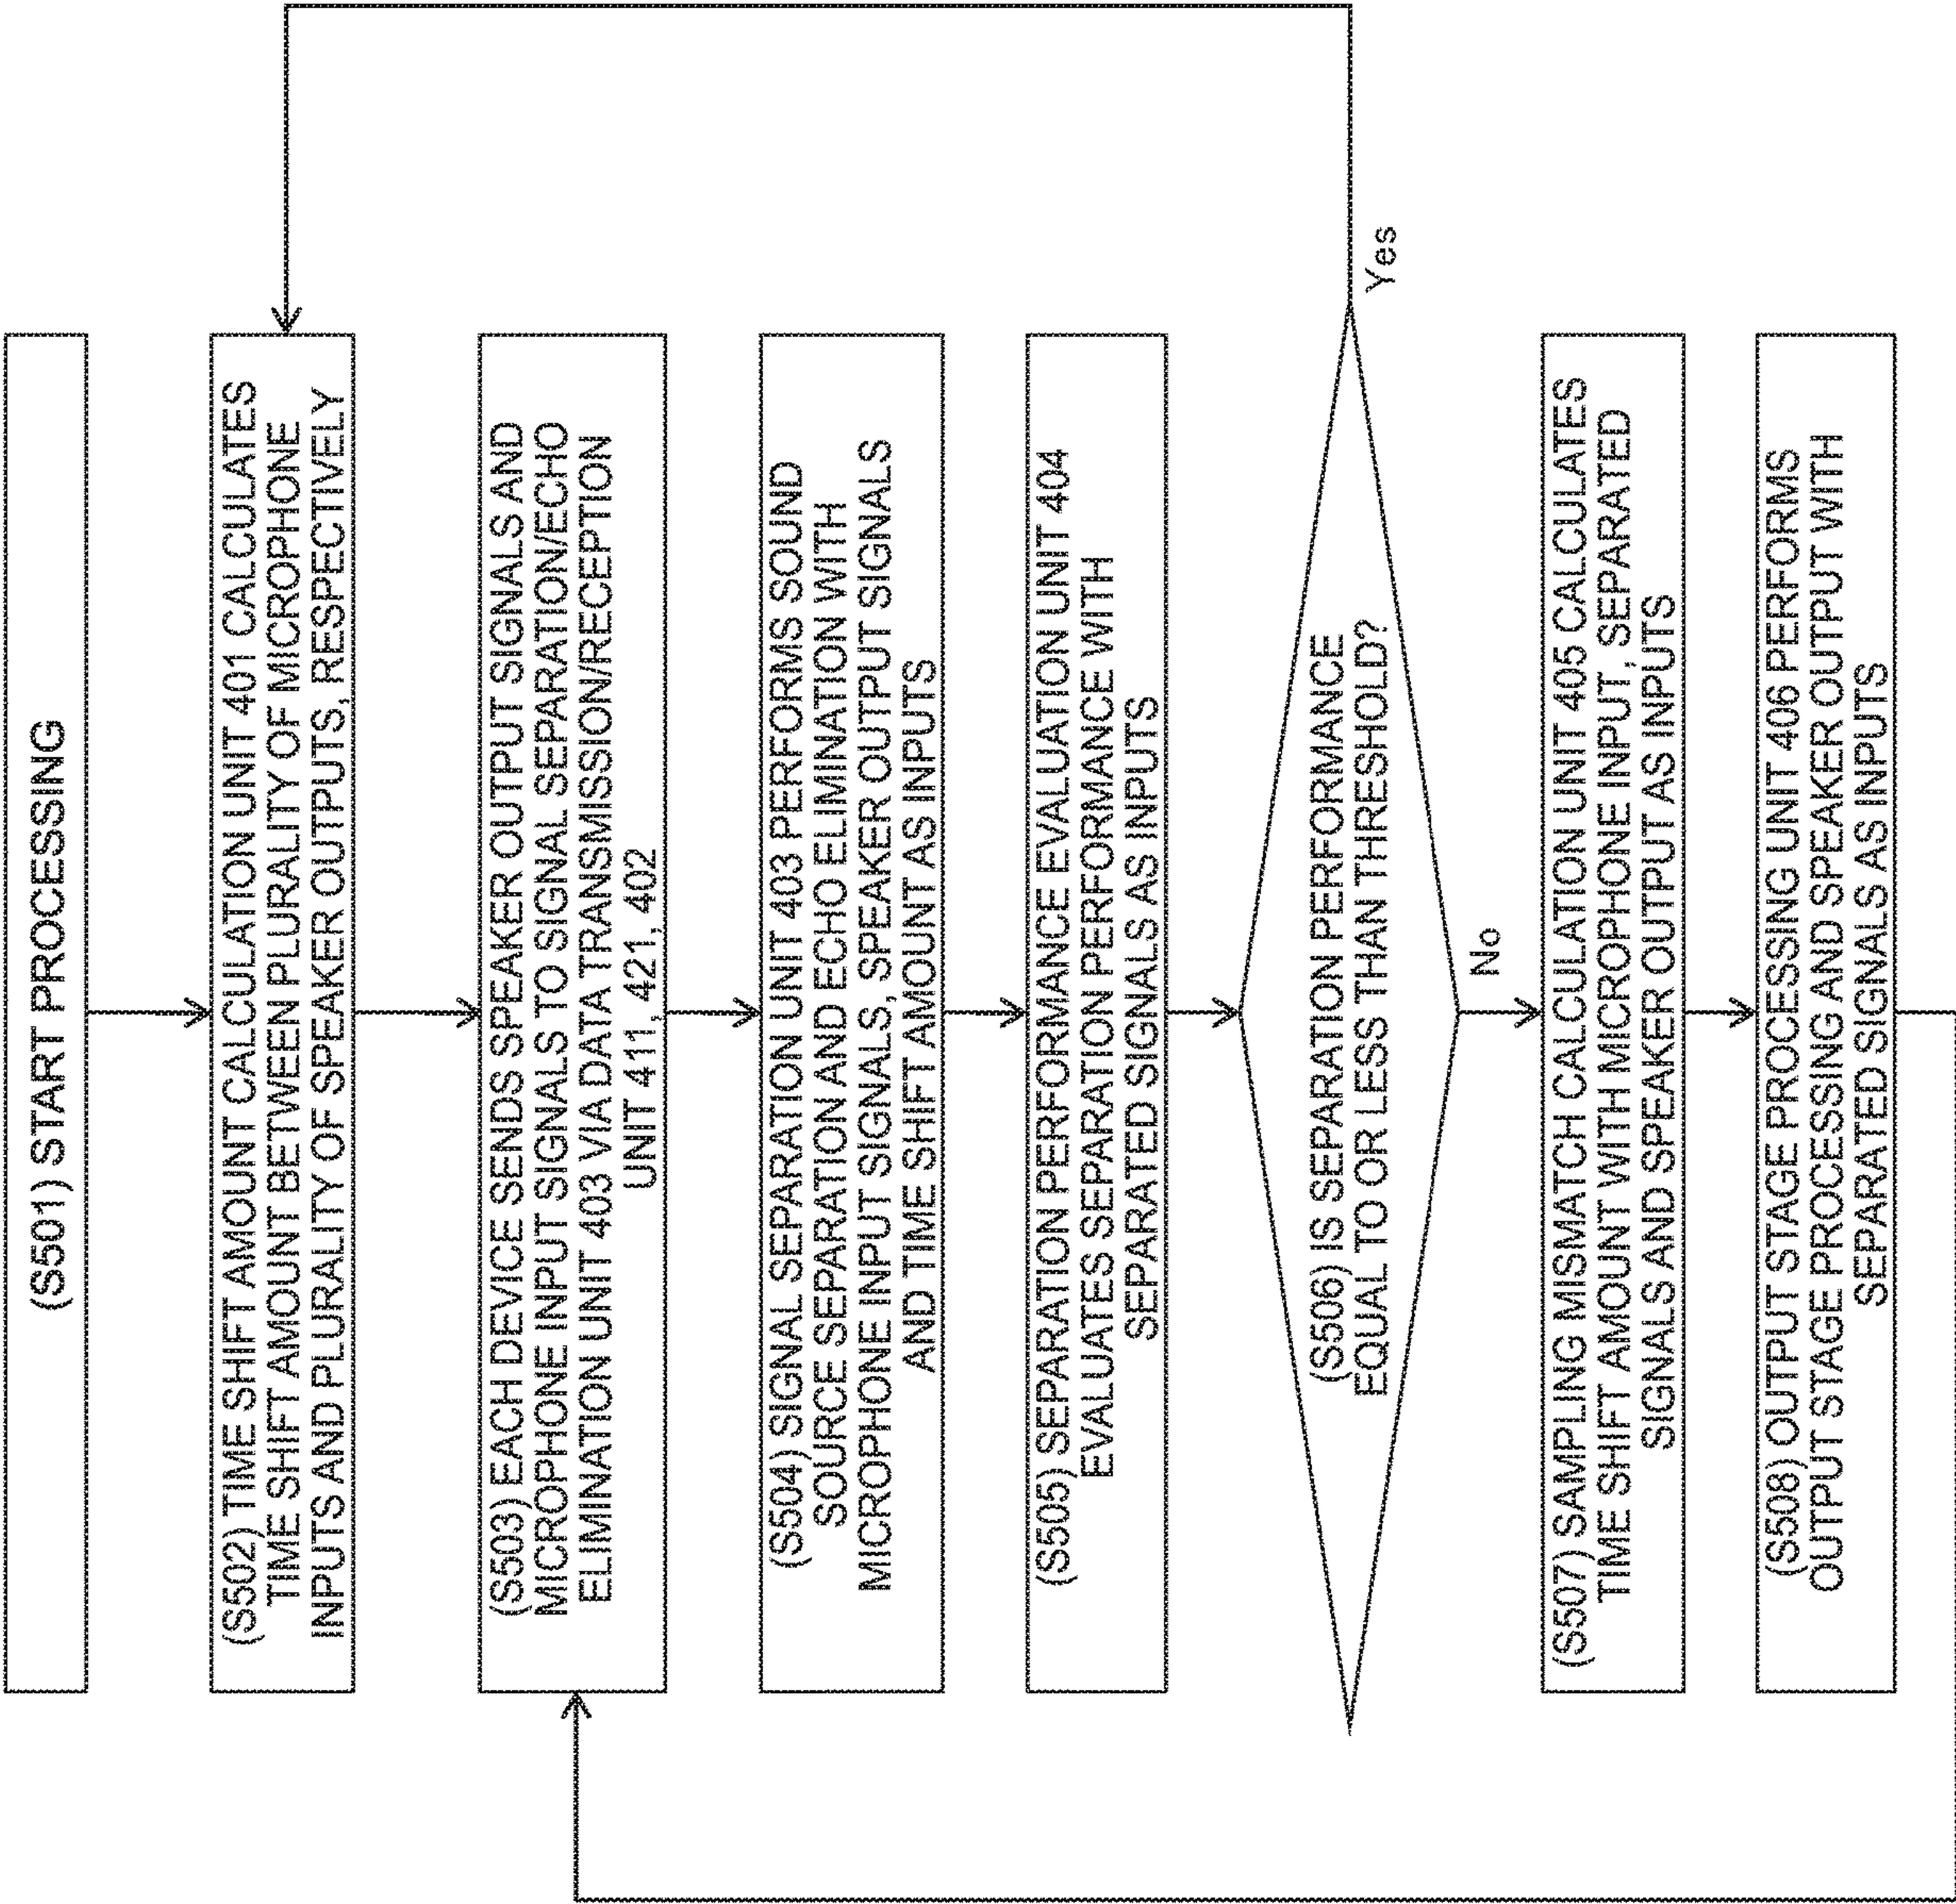 (S501) START PROCESSING
(S502) TIME SHIFT AMOUNT CALCULATION UNIT 401 CALCULATES
TIME SHIFT AMOUNT BETWEEN PLURALITY OF MICROPHONE
INPUTS AND PLURALITY OF SPEAKER OUTPUTS, RESPECTIVELY
(S503) EACH DEVICE SENDS SPEAKER OUTPUT SIGNALS AND
MICROPHONE INPUT SIGNALS TO SIGNAL SEPARATION/ECHO
ELIMINATION UNIT 403 VIA DATA TRANSMISSION/RECEPTION
UNIT 411, 421, 402
(S504) SIGNAL SEPARATION UNIT 403 PERFORMS SOUND
SOURCE SEPARATION AND ECHO ELIMINATION WITH
MICROPHONE INPUT SIGNALS, SPEAKER OUTPUT SIGNALS
AND TIME SHIFT AMOUNT AS INPUTS
(S505) SEPARATION PERFORMANCE EVALUATION UNIT 404
EVALUATES SEPARATION PERFORMANCE WITH
SEPARATED SIGNALS AS INPUTS
(S506) IS SEPARATION PERFORMANCE
EQUAL TO OR LESS THAN THRESHOLD?
Yes
No
(S507) SAMPLING MISMATCH CALCULATION UNIT 405 CALCULATES
TIME SHIFT AMOUNT WITH MICROPHONE INPUT, SEPARATED
SIGNALS AND SPEAKER OUTPUT AS INPUTS
(S508) OUTPUT STAGE PROCESSING UNIT 406 PERFORMS
OUTPUT STAGE PROCESSING AND SPEAKER OUTPUT WITH
SEPARATED SIGNALS AS INPUTS